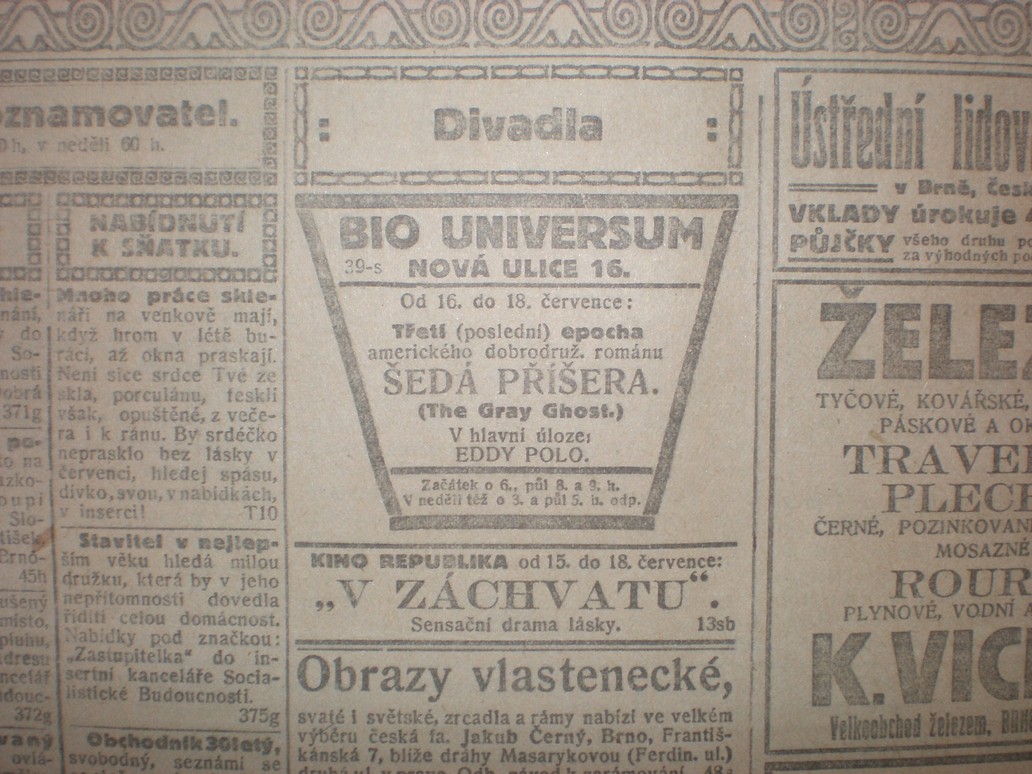 oznamovatel.
h, v neděli 60 h.
NABÍDNUTÍ
K SŇATKU.
Mnoho práce skle-
náři na venkově mají,
když hrom v létě bu-
rácí, až okna praskají.
Není sice srdce Tvé ze
skla, porculánu, teskli
však, opuštěné, z veče-
ra i k ránu. By srdéčko
neprasklo bez lásky v
červenci, hledej spásu,
dívko, svou, v nabídkách,
v inserci! T10
Stavitel v nejlep-
ším věku hledá milou
družku, která by v jeho
nepřítomnosti dovedla
říditi celou domácnost.
Nabídky pod značkou:
„Zastupitelka“ do in-
sertní kanceláře Socia-
listické Budoucnosti.
375g
Obchodník 30letý,
svobodný, seznámí se
371g
45h
372g
: Divadla :
BIO UNIVERSUM
39-s NOVÁ ULICE 16.
Od 16. do 18. července:
Třetí (poslední) epocha
amerického dobrodruž. románu
ŠEDÁ PŘÍŠERA.
(The Gray Ghost.)
V hlavní úloze:
EDDY POLO.
Začátek o 6., půl 8. a 9. h.
V neděli též o 3. a půl 5. h. odp.
KINO REPUBLIKA od 15. do 18. července:
„V ZÁCHVATU“.
Sensační drama lásky. 13sb
Obrazy vlastenecké,
svaté i světské, zrcadla a rámy nabízí ve velkém
výběru česká fa. Jakub Černý, Brno, Františ-
kánská 7, blíže dráhy Masarykovou (Ferdin. ul.)
Ústřední lidov
v Brně, česk
VKLADY úrokuje
PŮJČKY všeho druhu po
za výhodných po
ŽELE
TYČOVÉ, KOVÁŘSKÉ,
PÁSKOVÉ A O
TRAVE
PLEC
ČERNÉ, POZINKOVAN
MOSAZNÉ
ROUR
PLYNOVÉ, VODNÍ A
K. VIC
Velkoobchod železem,